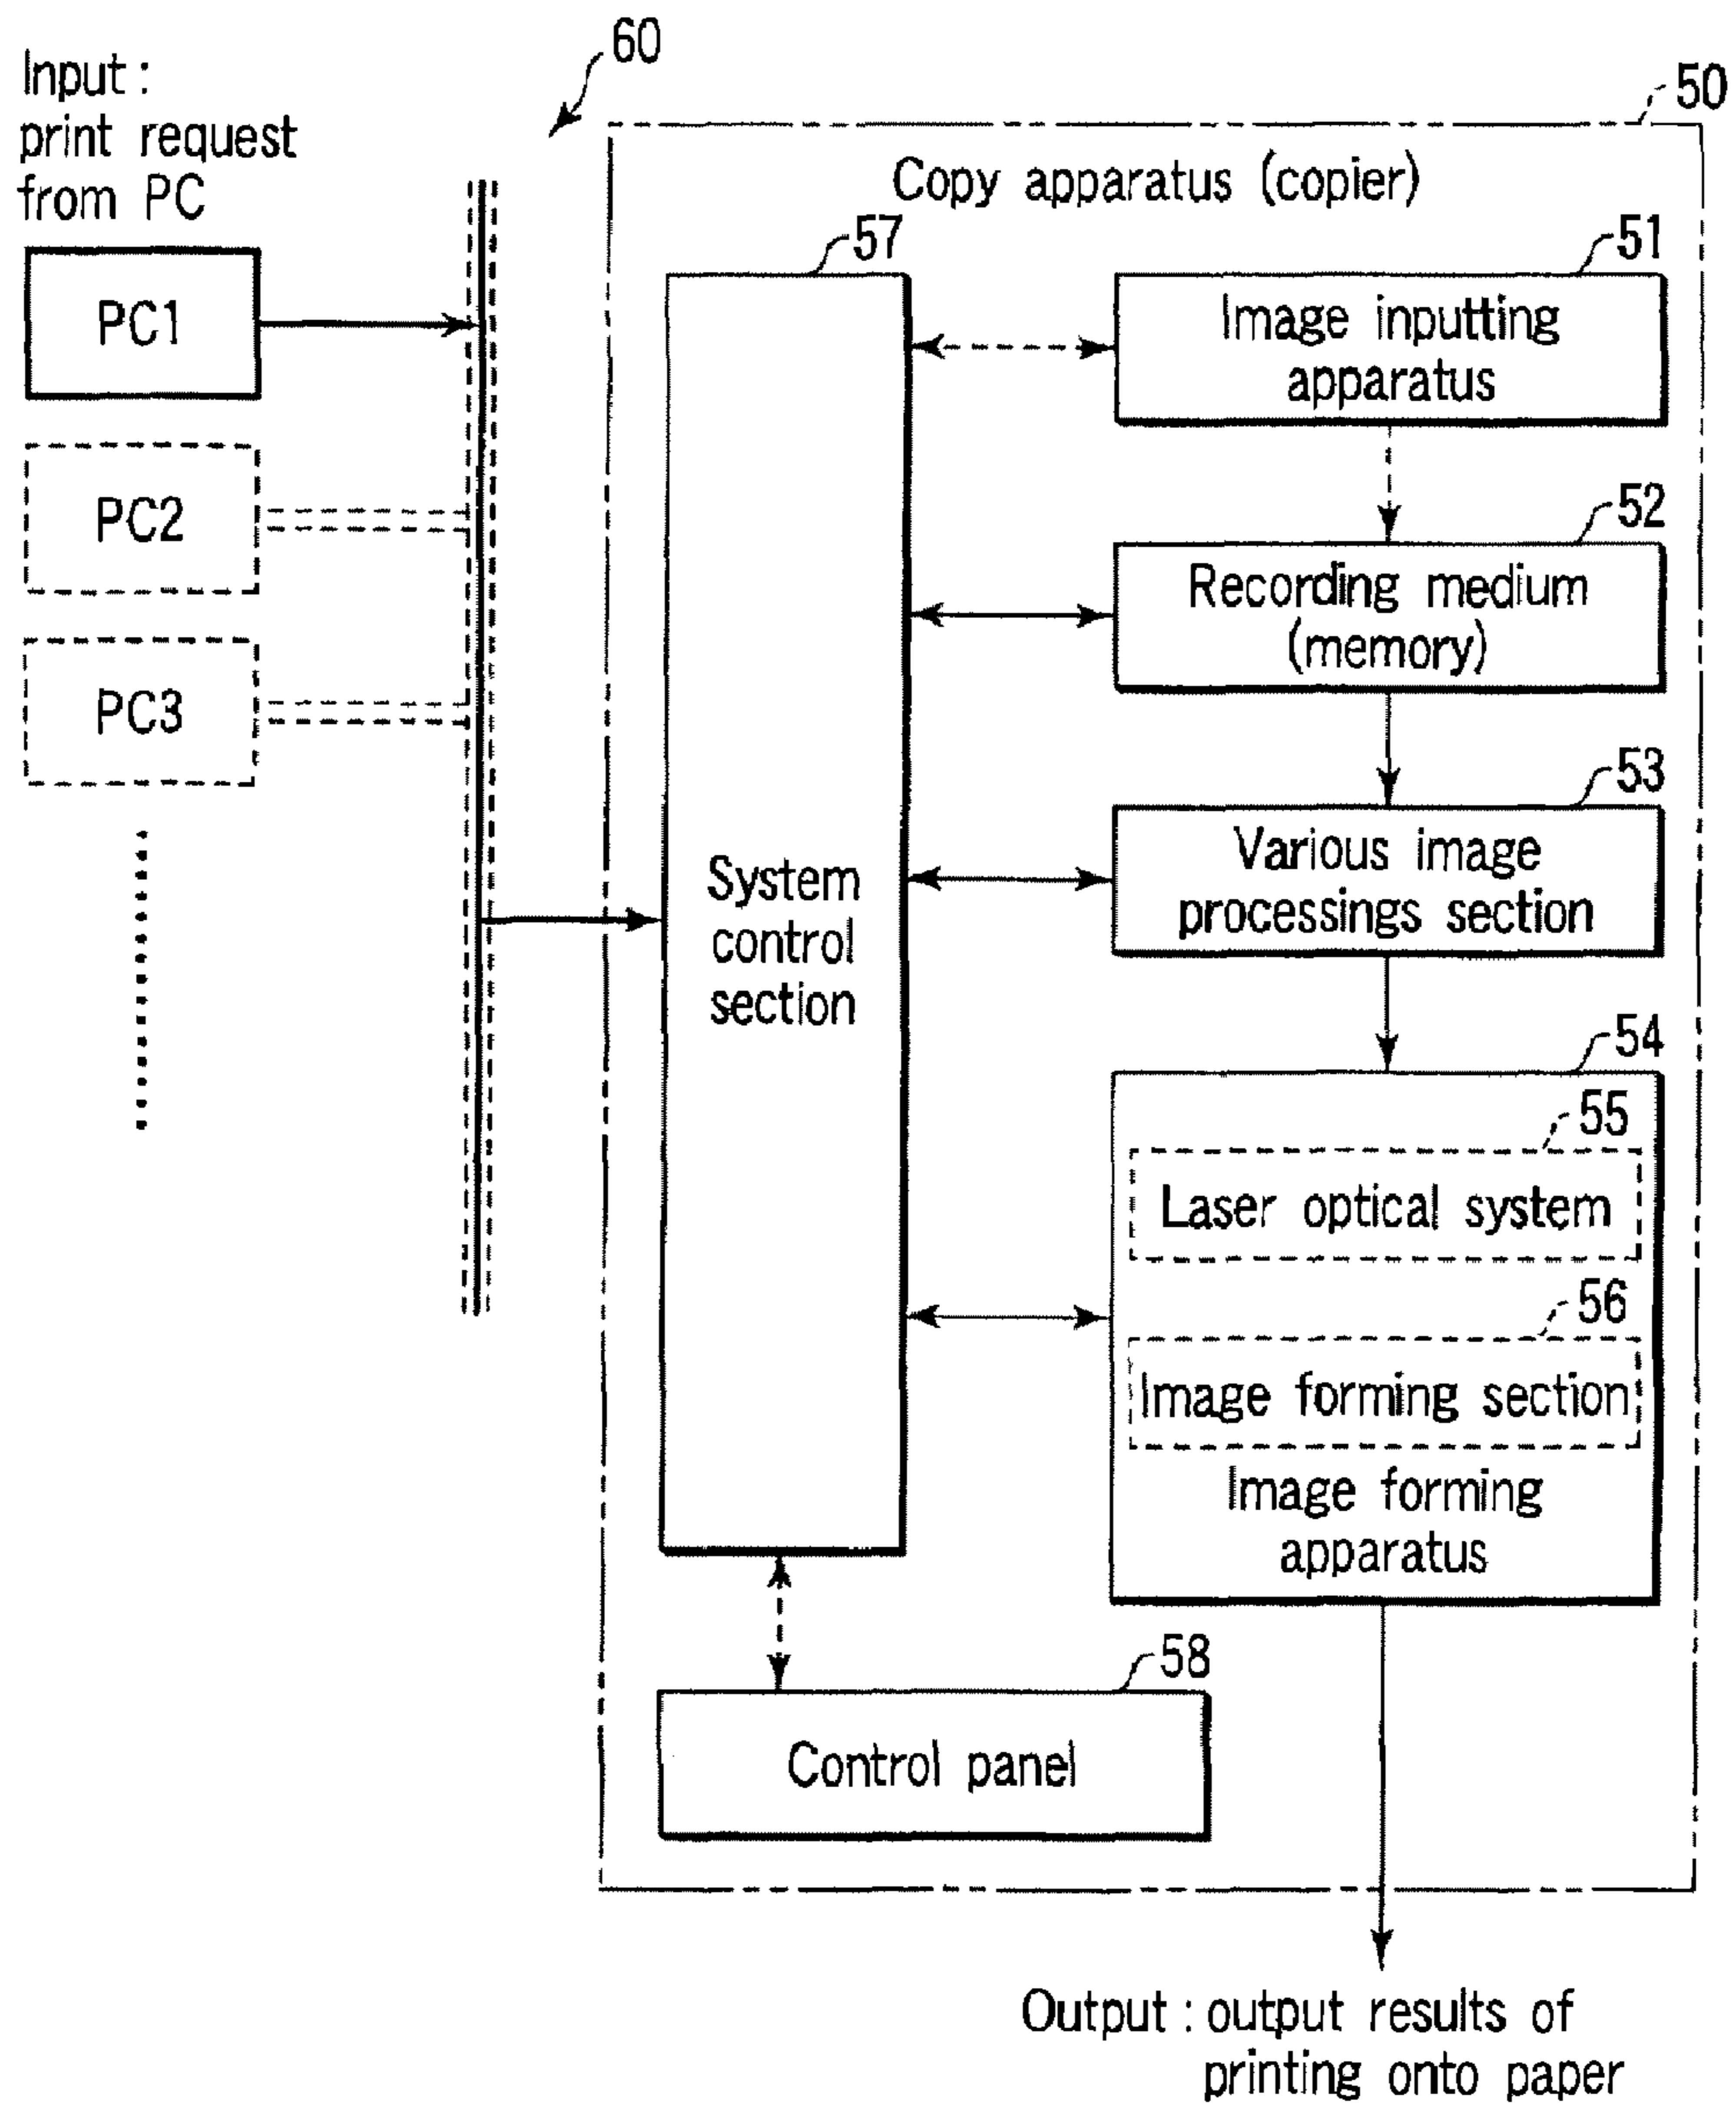 60
Input :
print request
from PC
50
Copy apparatus (copier)
PC1
PC2
PC3
57
System
control
section
51
Image inputting
apparatus
52
Recording medium
(memory)
53
Various image
processings section
54
55
Laser optical system
56
Image forming section
Image forming
apparatus
58
Control panel
Output : output results of
printing onto paper